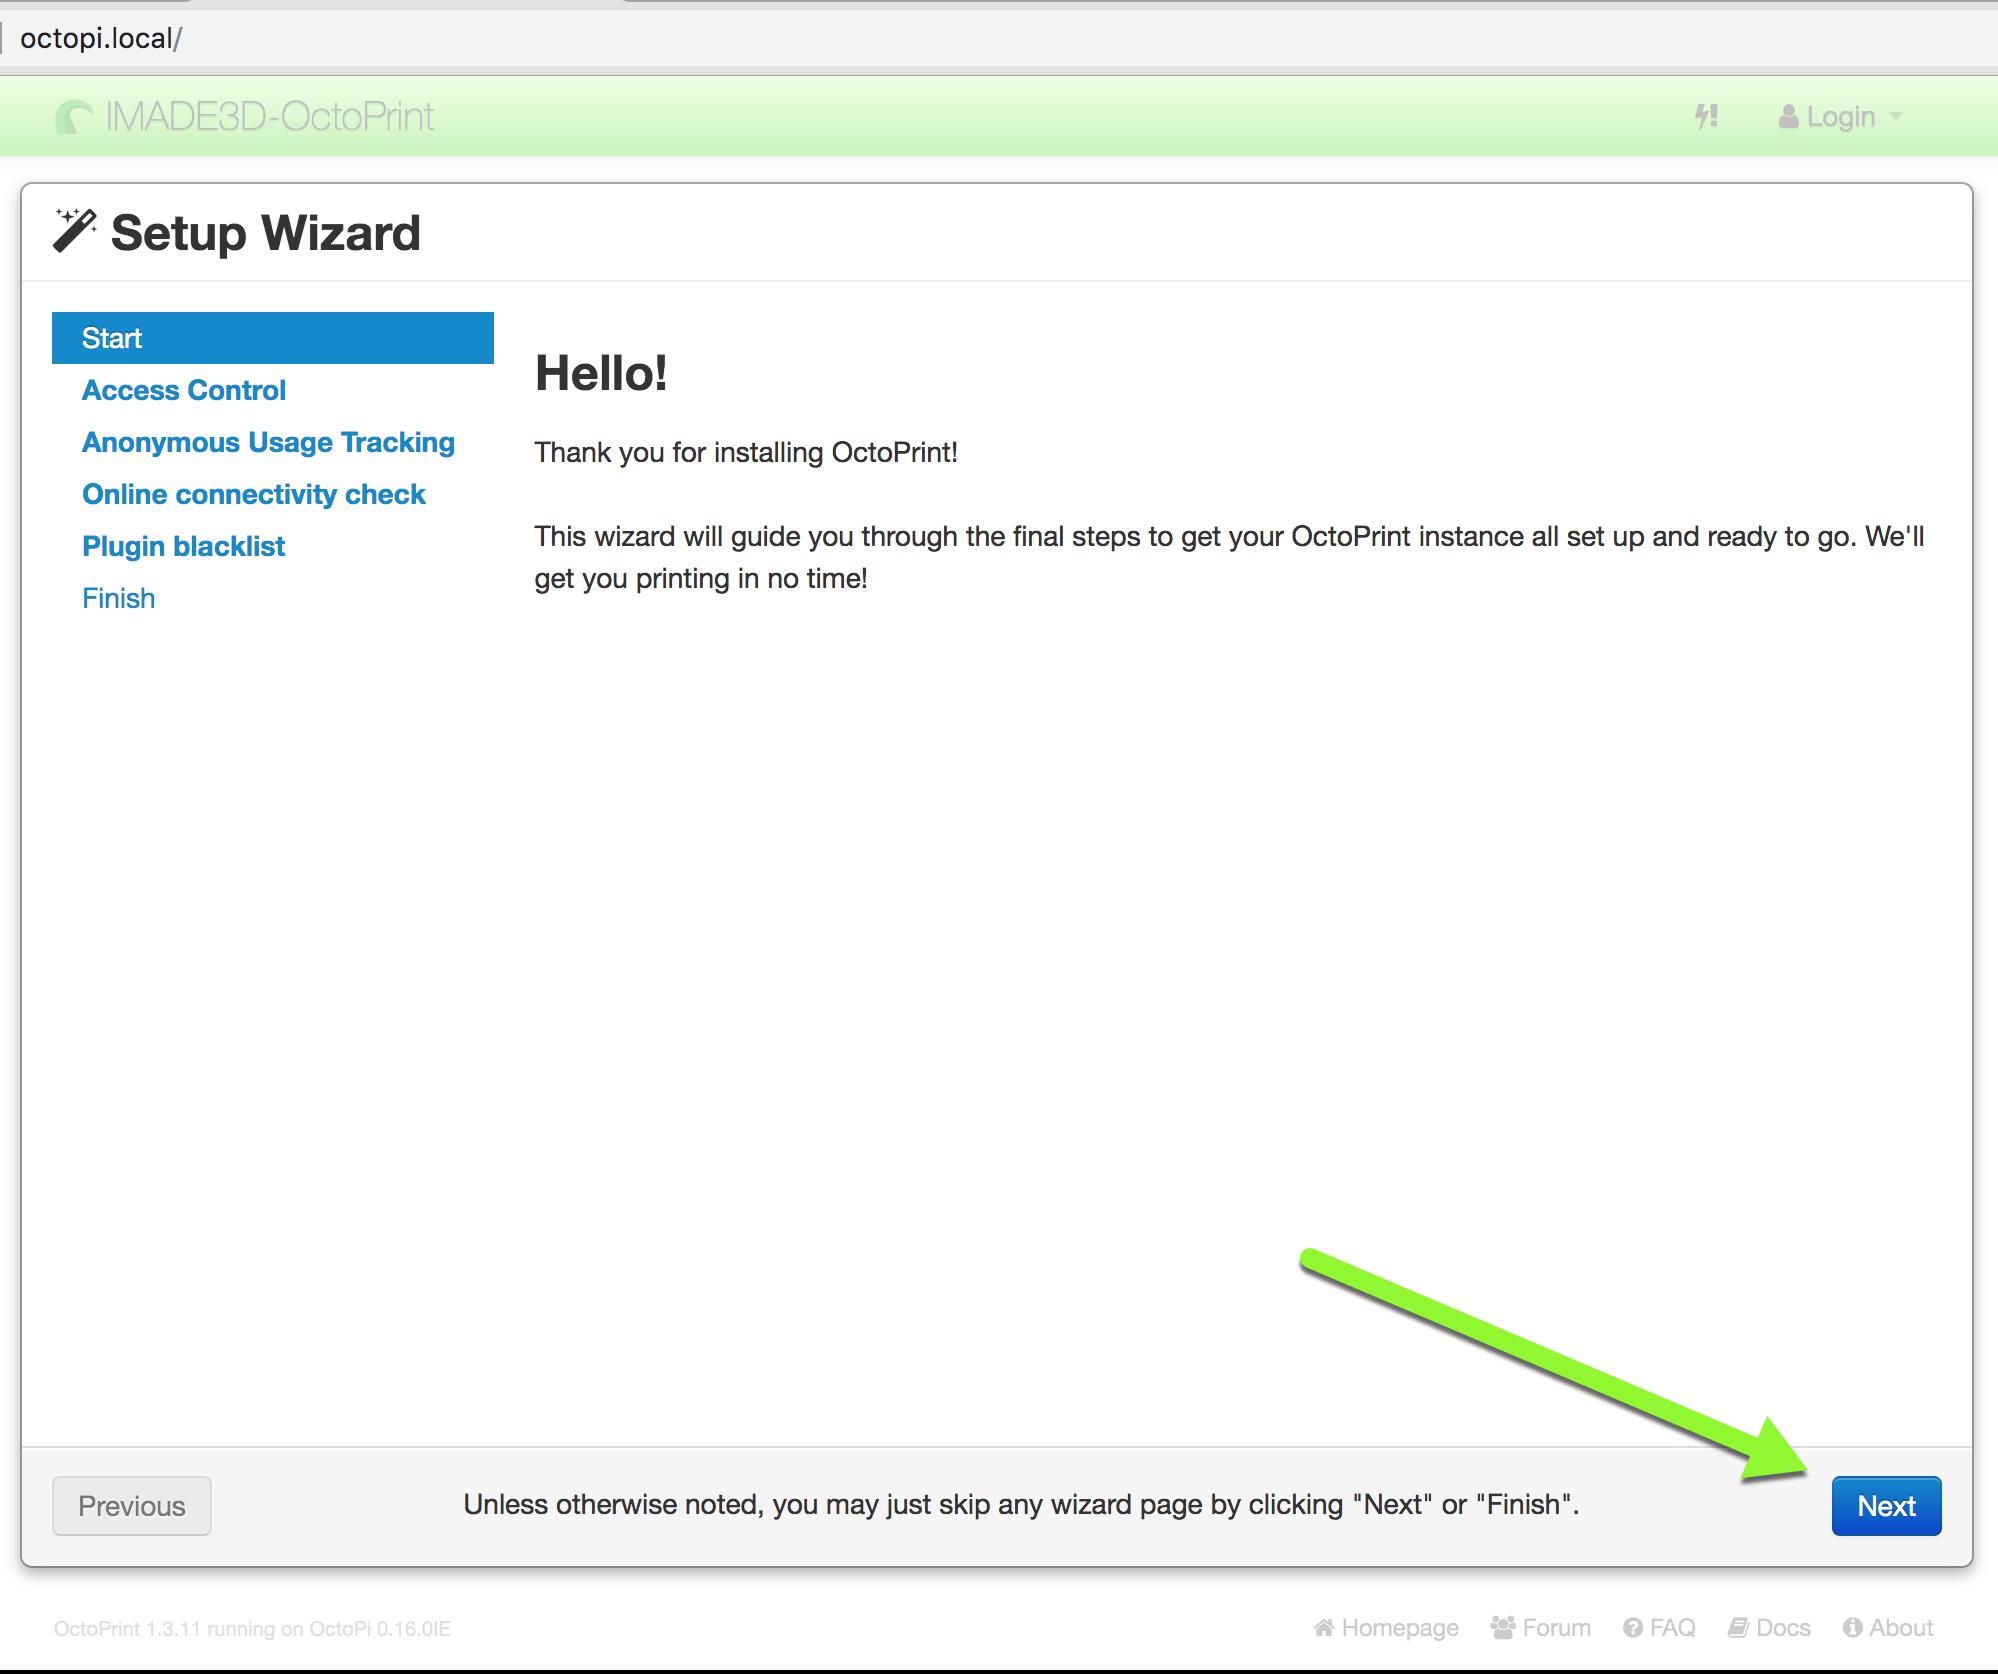 octopi.local/
IMADE3D-OctoPrint
Login
Setup Wizard
Start
Access Control
Anonymous Usage Tracking
Online connectivity check
Plugin blacklist
Finish
Hello!
Thank you for installing OctoPrint!
This wizard will guide you through the final steps to get your OctoPrint instance all set up and ready to go. We'll
get you printing in no time!
Previous
Unless otherwise noted, you may just skip any wizard page by clicking "Next" or "Finish".
Next
OctoPrint 1.3.11 running on OctoPi 0.16.0IE
Homepage Forum FAQ Docs About